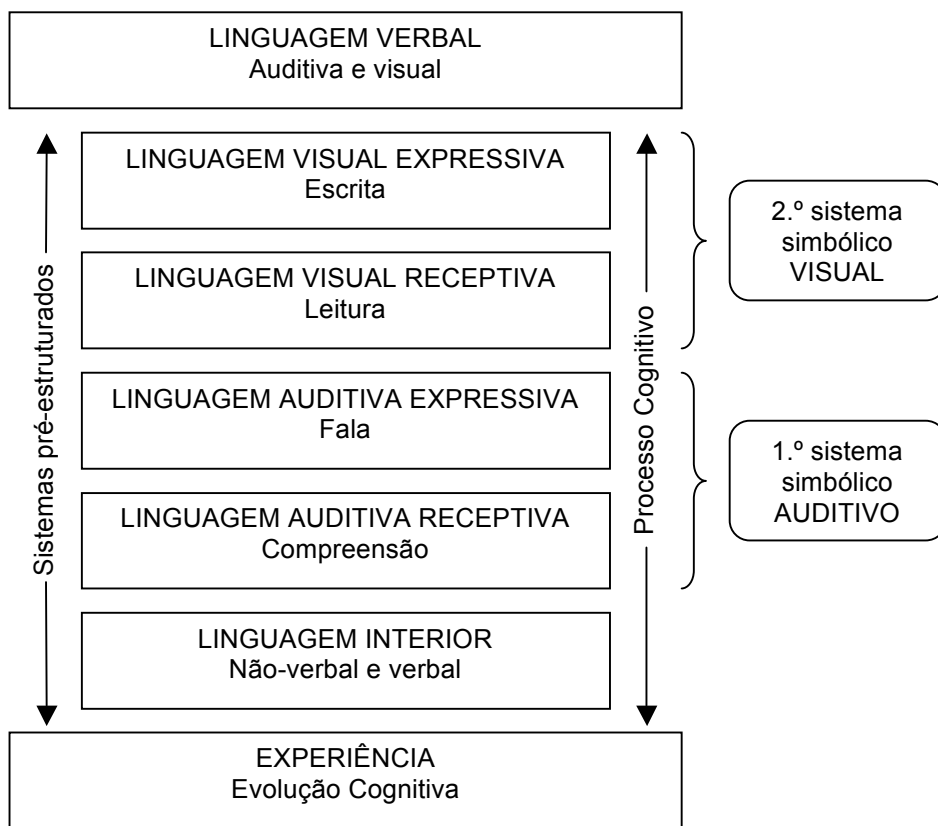 LINGUAGEM VERBAL
Auditiva e visual
LINGUAGEM VISUAL EXPRESSIVA
Escrita
LINGUAGEM VISUAL RECEPTIVA
Leitura
LINGUAGEM AUDITIVA EXPRESSIVA
Fala
LINGUAGEM AUDITIVA RECEPTIVA
Compreensão
LINGUAGEM INTERIOR
Não-verbal e verbal
EXPERIÊNCIA
Evolução Cognitiva
Sistemas pré-estruturados
Processo Cognitivo
2.º sistema
simbólico
VISUAL
1.º sistema
simbólico
AUDITIVO